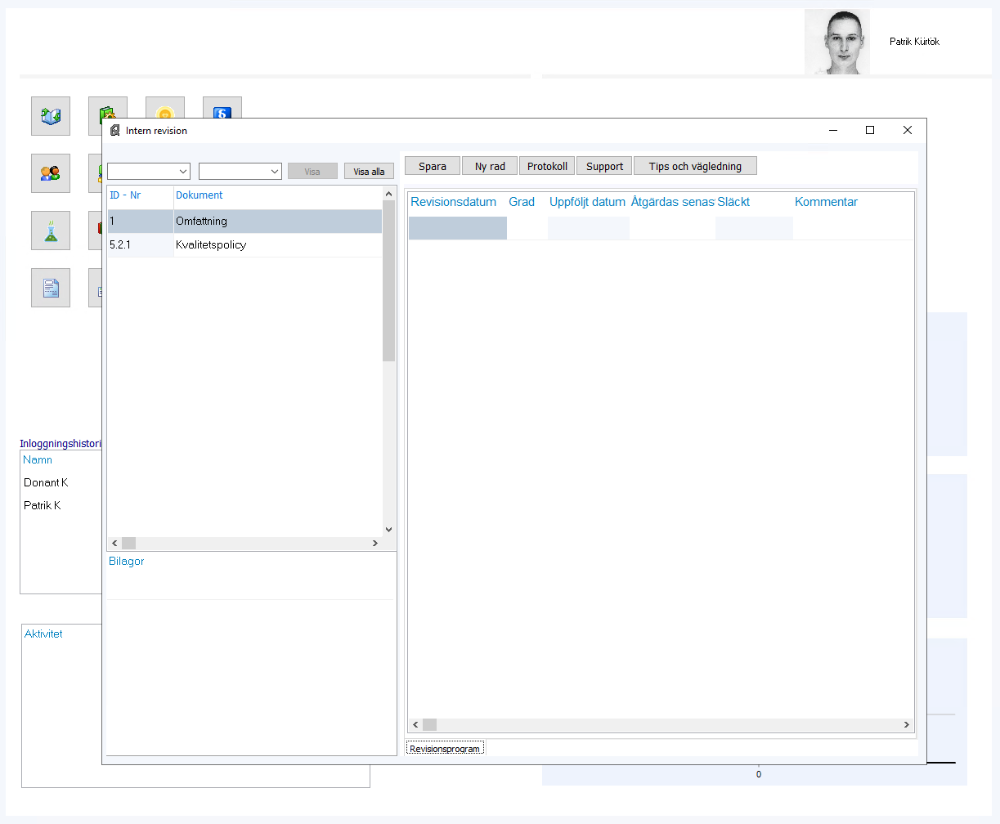 Patrik Kürtök
6
Intern revision
Visa
Visa alla
Spara
Ny rad
Protokoll
Support
Tips och vägledning
ID - Nr Dokument
1 Omfattning
5.2.1 Kvalitetspolicy
Revisionsdatum Grad Uppföljt datum Åtgärdas senas Släckt Kommentar
Inloggningshistori
Namn
Donant K
Patrik K
Bilagor
Aktivitet
Revisionsprogram
0